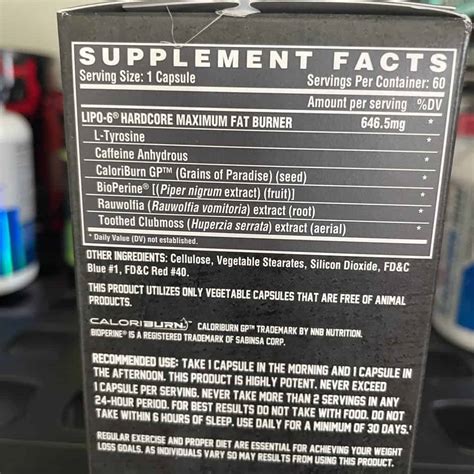 SUPPLEMENT FACTS
Serving Size: 1 Capsule Servings Per Container: 60
Amount per serving %DV
LIPO-6® HARDCORE MAXIMUM FAT BURNER 646.5mg *
L-Tyrosine *
Caffeine Anhydrous *
CaloriBurn GP™ (Grains of Paradise) (seed) *
BioPerine® [(Piper nigrum extract) (fruit)] *
Rauwolfia (Rauwolfia vomitoria) extract (root) *
Toothed Clubmoss (Huperzia serrata) extract (aerial) *
* Daily Value (DV) not established.
OTHER INGREDIENTS: Cellulose, Vegetable Stearates, Silicon Dioxide, FD&C
Blue #1, FD&C Red #40.
THIS PRODUCT UTILIZES ONLY VEGETABLE CAPSULES THAT ARE FREE OF ANIMAL
PRODUCTS.
CALORIBURN CALORIBURN GP™ TRADEMARK BY NNB NUTRITION.
BIOPERINE® IS A REGISTERED TRADEMARK OF SABINSA CORP.
RECOMMENDED USE: TAKE 1 CAPSULE IN THE MORNING AND 1 CAPSULE IN
THE AFTERNOON. THIS PRODUCT IS HIGHLY POTENT. NEVER EXCEED
1 CAPSULE PER SERVING. NEVER TAKE MORE THAN 2 SERVINGS IN ANY
24-HOUR PERIOD. FOR BEST RESULTS DO NOT TAKE WITH FOOD. DO NOT
TAKE WITHIN 6 HOURS OF SLEEP. USE DAILY FOR A MINIMUM OF 30 DAYS.
REGULAR EXERCISE AND PROPER DIET ARE ESSENTIAL FOR ACHIEVING YOUR WEIGHT
LOSS GOALS. AS INDIVIDUALS VARY SO MAY RESULTS FROM USING THIS PRODUCT.